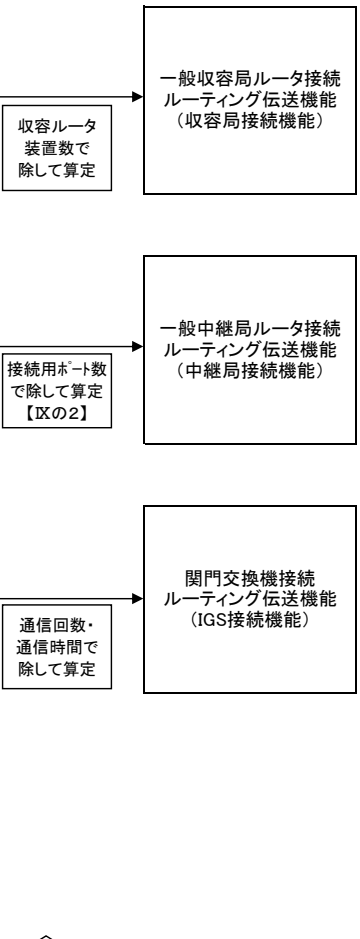 一般収容局ルータ接続
ルーティング伝送機能
（収容局接続機能）
収容ルータ
装置数で
除して算定
一般中継局ルータ接続
ルーティング伝送機能
（中継局接続機能）
接続用ﾎﾟｰﾄ数
で除して算定
【Ⅸの2】
関門交換機接続
ルーティング伝送機能
（IGS接続機能）
通信回数・
通信時間で
除して算定